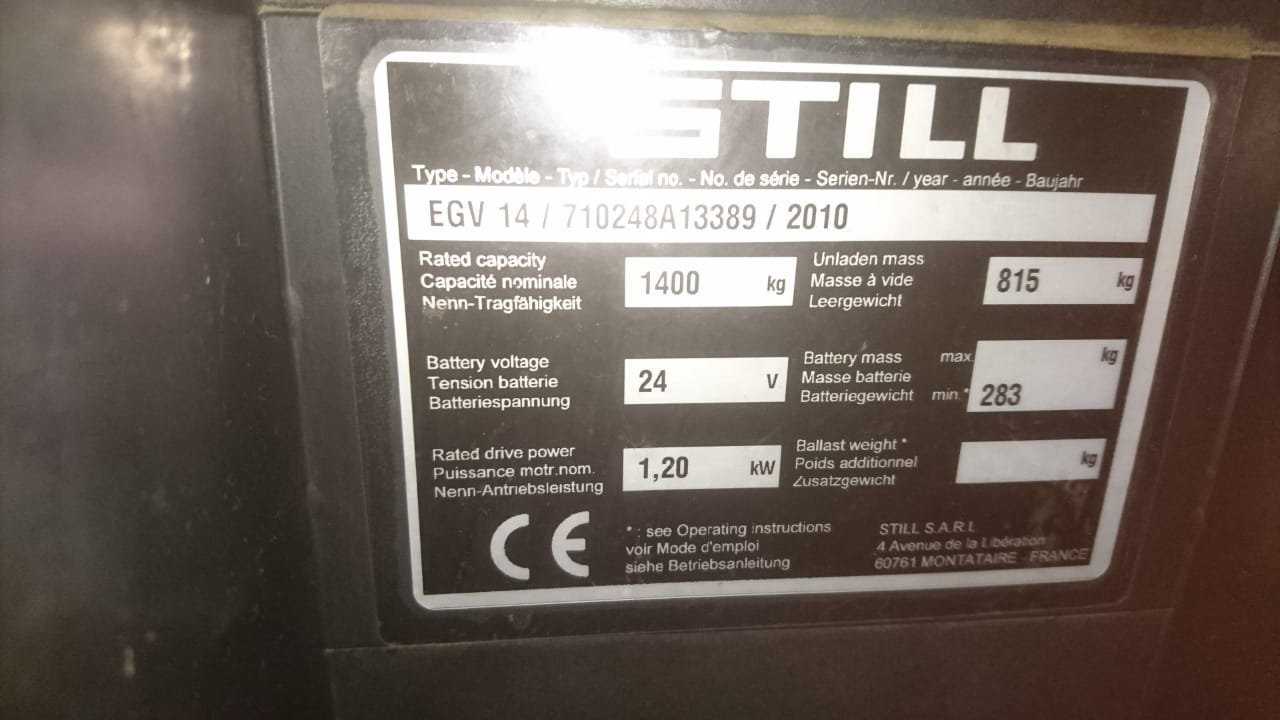 STILL
Type - Modèle - Typ / Serial no. - No. de série - Serien-Nr. / year - année - Baujahr
EGV 14 / 710248A13389 / 2010
Rated capacity
Capacité nominale
Nenn-Tragfähigkeit
1400 kg
Unladen mass
Masse à vide
Leergewicht
815 kg
Battery voltage
Tension batterie
Batteriespannung
24 V
Battery mass max.
Masse batterie
Batteriegewicht min.*
kg
283
Rated drive power
Puissance motr.nom.
Nenn-Antriebsleistung
1,20 kW
Ballast weight *
Poids additionnel
Zusatzgewicht
kg
CE
* : see Operating instructions
voir Mode d'emploi
siehe Betriebsanleitung
STILL S.A.R.L
4 Avenue de la Libération
60761 MONTATAIRE - FRANCE